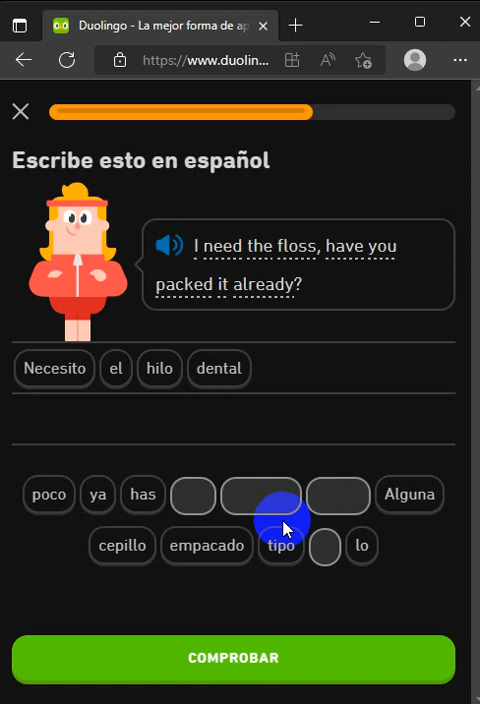 Duolingo - La mejor forma de ap
https://www.duolin...
Escribe esto en español
I need the floss, have you
packed it already?
Necesito el hilo dental
poco ya has Alguna
cepillo empacado tipo lo
COMPROBAR